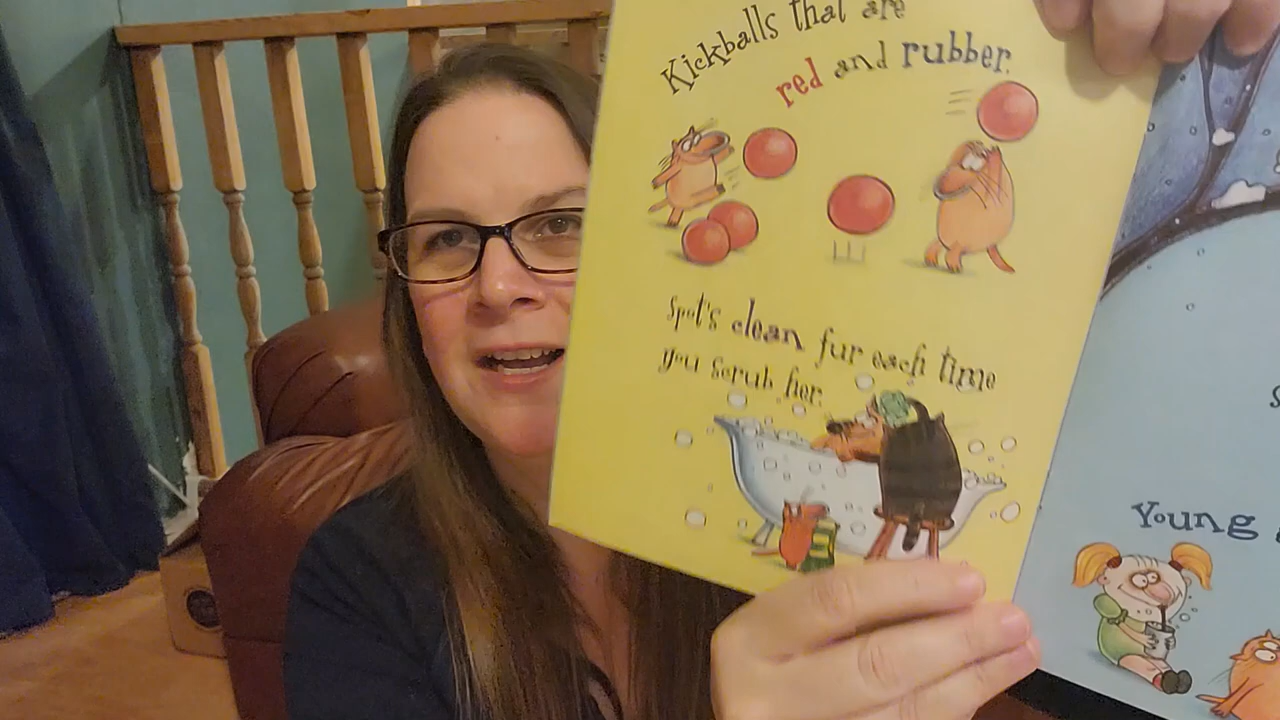 Kickballs that are
red and rubber.
Spot's clean fur each time
you scrub her.
Young